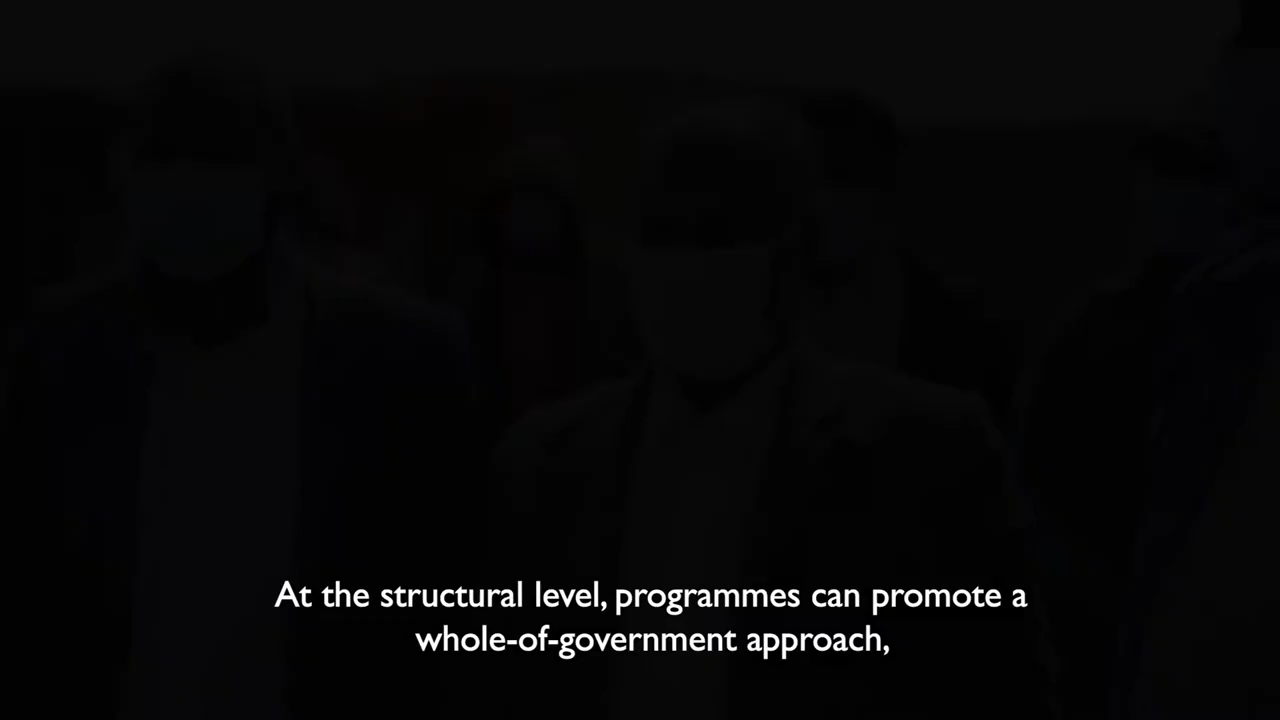 At the structural level, programmes can promote a
whole-of-government approach,